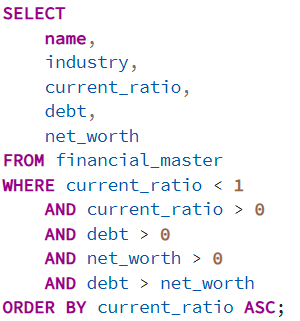 SELECT
    name,
    industry,
    current_ratio,
    debt,
    net_worth
FROM financial_master
WHERE current_ratio < 1
    AND current_ratio > 0
    AND debt > 0
    AND net_worth > 0
    AND debt > net_worth
ORDER BY current_ratio ASC;